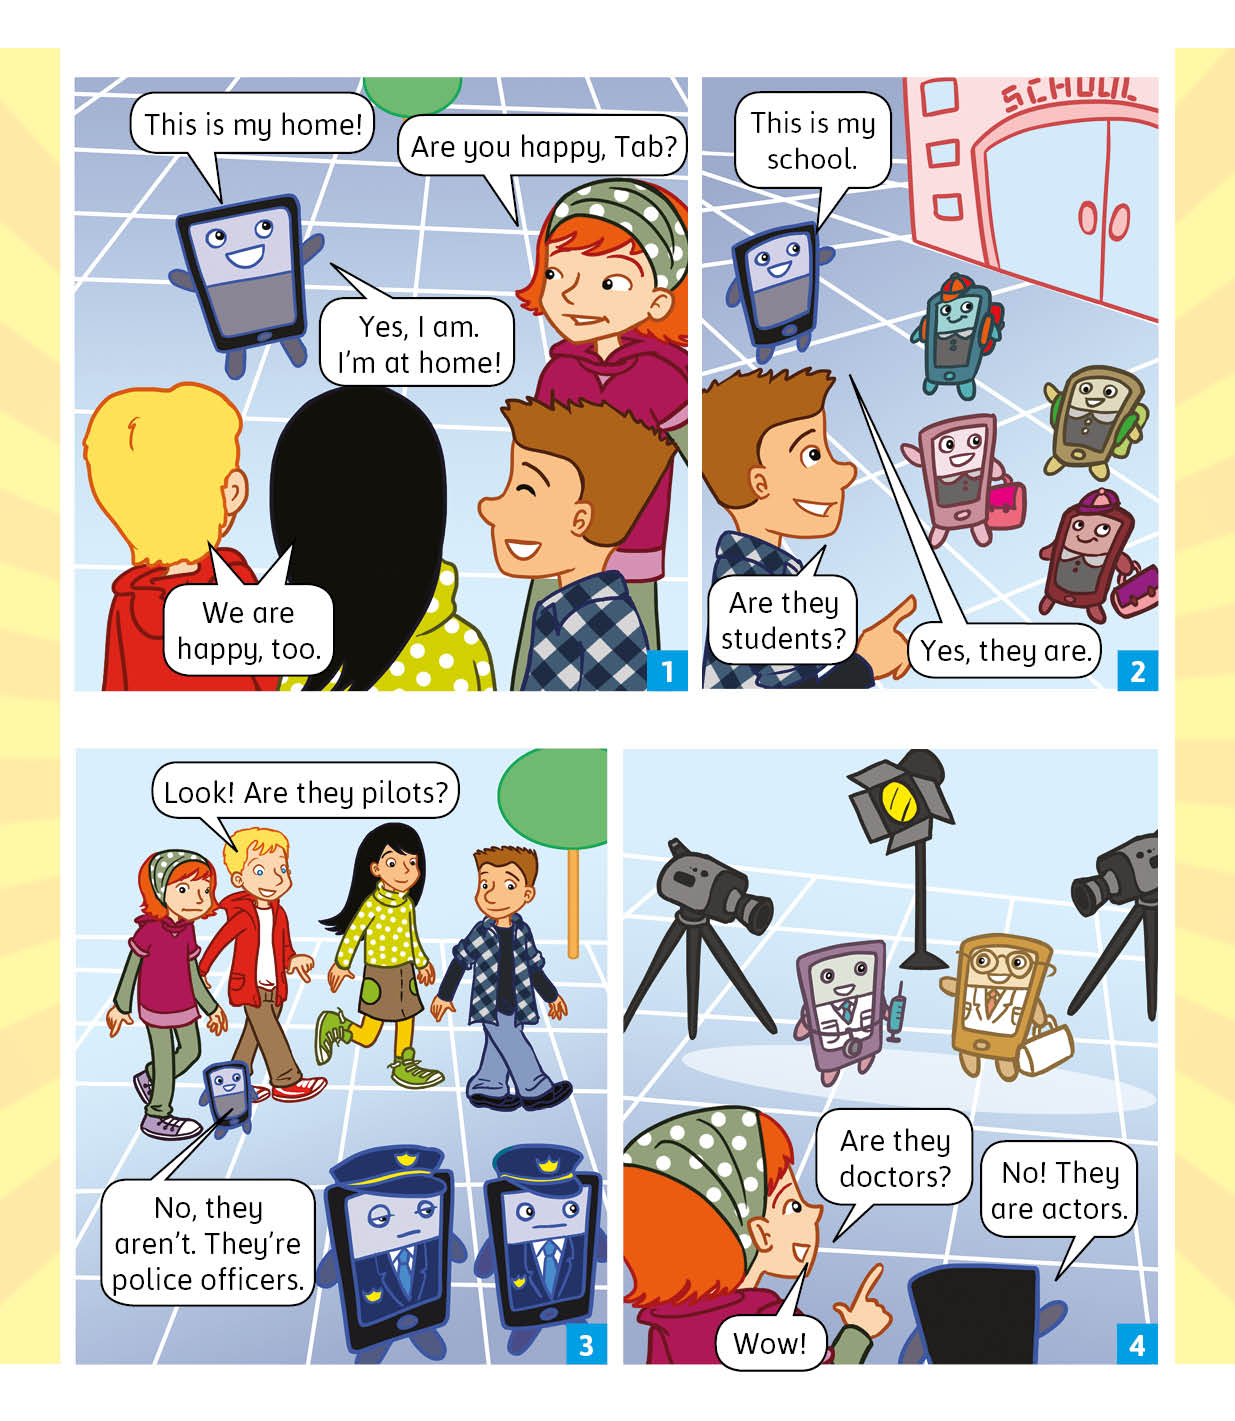 This is my home!
Are you happy, Tab?
Yes, I am.
I'm at home!
We are
happy, too.
1
SCHOOL
This is my
school.
Are they
students?
Yes, they are.
2
Look! Are they pilots?
No, they
aren't. They're
police officers.
3
Are they
doctors?
No! They
are actors.
Wow!
4